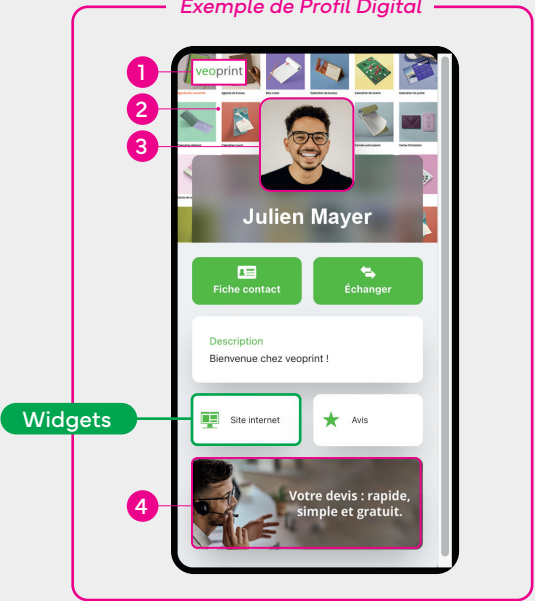 Exemple de Profil Digital
1
veoprint
2
3
Julien Mayer
Fiche contact
Échanger
Description
Bienvenue chez veoprint !
Widgets
Site internet
Avis
4
Votre devis : rapide,
simple et gratuit.